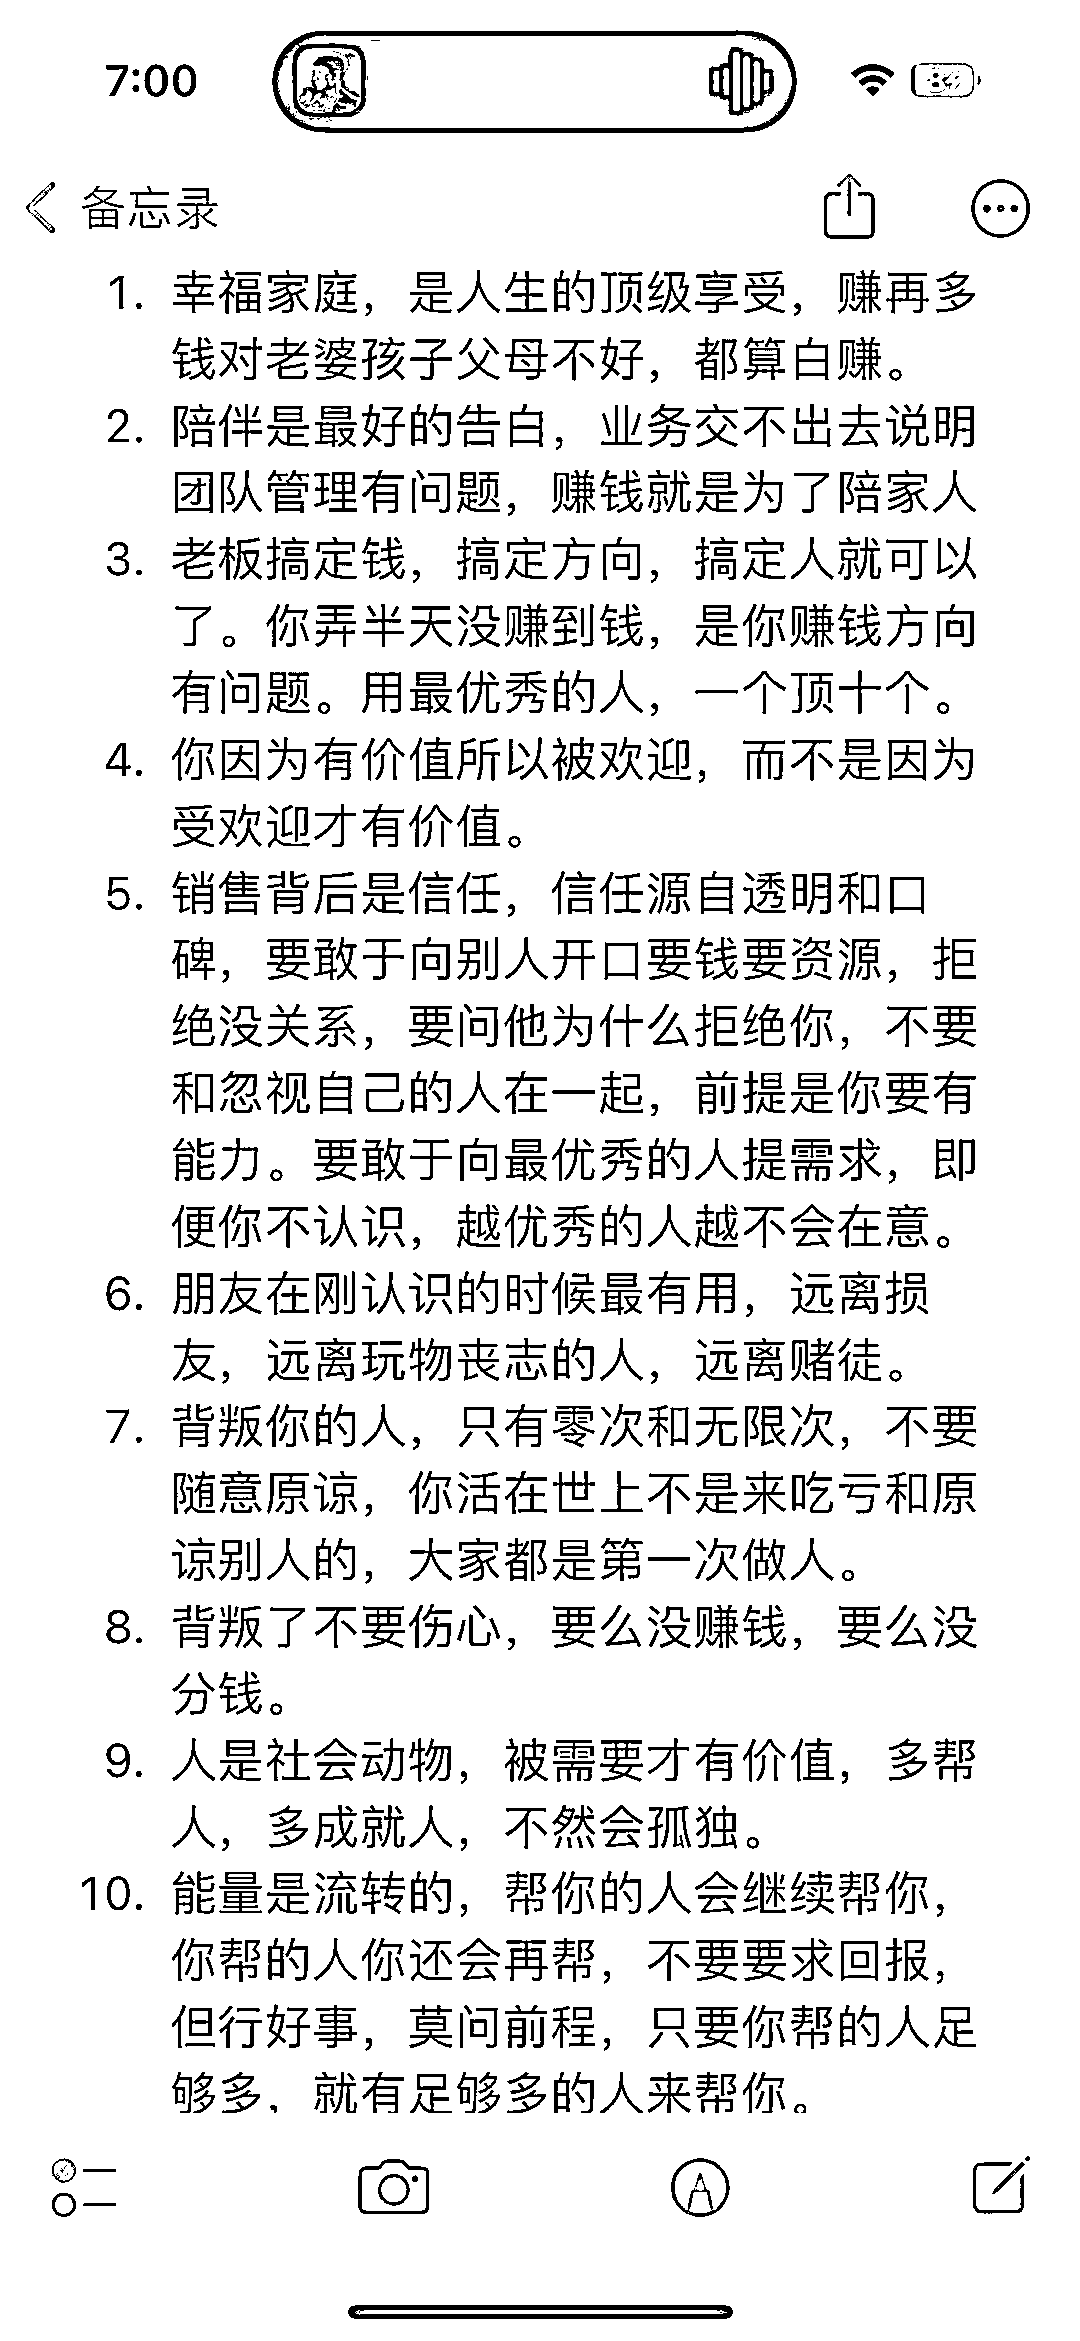 7:00
备忘录
1. 幸福家庭，是人生的顶级享受，赚再多
钱对老婆孩子父母不好，都算白赚。
2. 陪伴是最好的告白，业务交不出去说明
团队管理有问题，赚钱就是为了陪家人
3. 老板搞定钱，搞定方向，搞定人就可以
了。你弄半天没赚到钱，是你赚钱方向
有问题。用最优秀的人，一个顶十个。
4. 你因为有价值所以被欢迎，而不是因为
受欢迎才有价值。
5. 销售背后是信任，信任源自透明和口
碑，要敢于向别人开口要钱要资源，拒
绝没关系，要问他为什么拒绝你，不要
和忽视自己的人在一起，前提是你要有
能力。要敢于向最优秀的人提需求，即
便你不认识，越优秀的人越不会在意。
6. 朋友在刚认识的时候最有用，远离损
友，远离玩物丧志的人，远离赌徒。
7. 背叛你的人，只有零次和无限次，不要
随意原谅，你活在世上不是来吃亏和原
谅别人的，大家都是第一次做人。
8. 背叛了不要伤心，要么没赚钱，要么没
分钱。
9. 人是社会动物，被需要才有价值，多帮
人，多成就人，不然会孤独。
10. 能量是流转的，帮你的人会继续帮你，
你帮的人你还会再帮，不要要求回报，
但行好事，莫问前程，只要你帮的人足
够多，就有足够多的人来帮你。